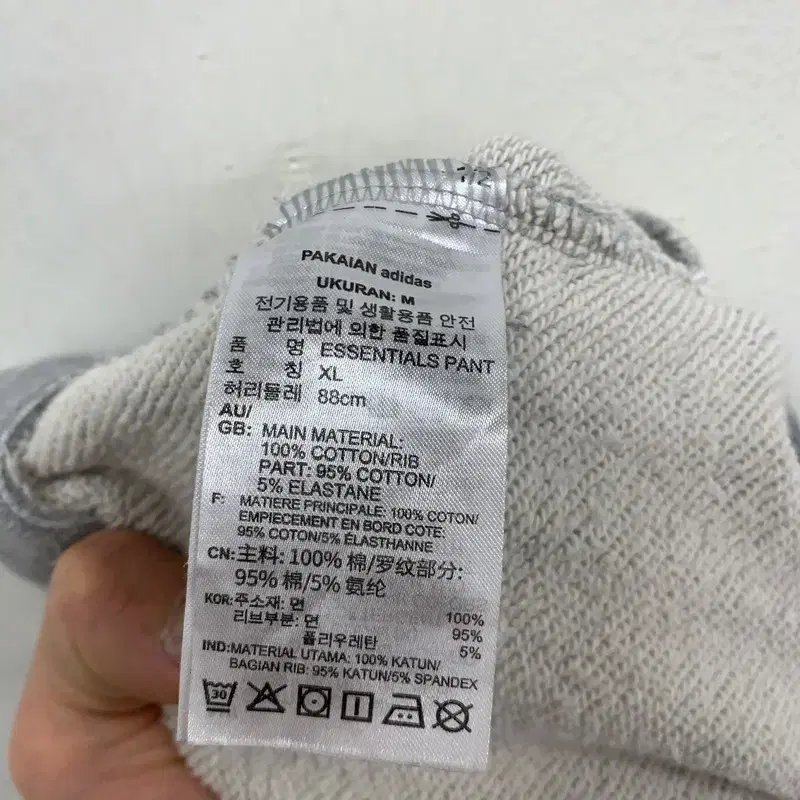 1/2
PAKAIAN adidas
UKURAN: M
전기용품 및 생활용품 안전
관리법에 의한 품질표시
품 명 ESSENTIALS PANT
호 칭 XL
허리둘레 88cm
AU/
GB: MAIN MATERIAL:
100% COTTON/RIB
PART: 95% COTTON/
5% ELASTANE
F: MATIERE PRINCIPALE: 100% COTON/
EMPIECEMENT EN BORD COTE:
95% COTON/5% ÉLASTHANNE
CN: 主料: 100% 棉/罗纹部分:
95% 棉/5% 氨纶
KOR: 주소재: 면 100%
리브부분: 면 95%
폴리우레탄 5%
IND: MATERIAL UTAMA: 100% KATUN/
BAGIAN RIB: 95% KATUN/5% SPANDEX
30